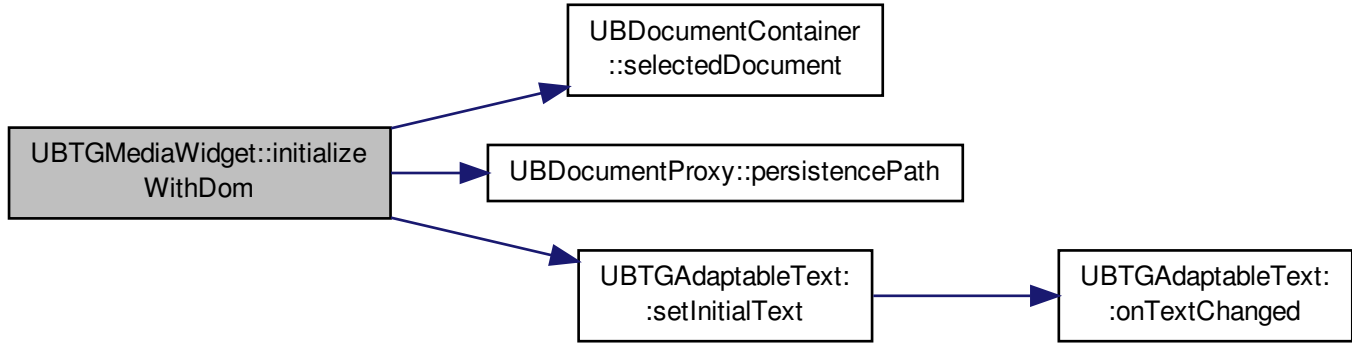 UBDocumentContainer
::selectedDocument
UBTGMediaWidget::initialize
WithDom
UBDocumentProxy::persistencePath
UBTGAdaptableText:
:setInitialText
UBTGAdaptableText:
:onTextChanged